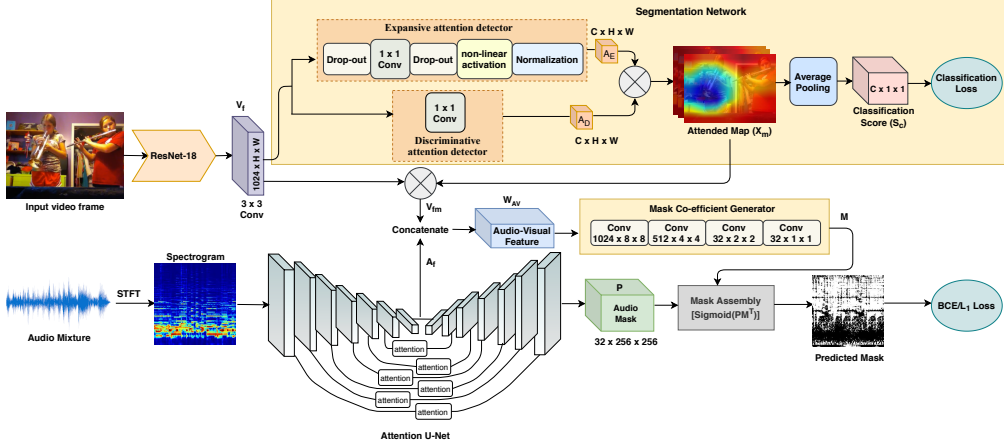 Segmentation Network
Expansive attention detector
Drop-out
1 x 1
Conv
Drop-out
non-linear
activation
Normalization
C x H x W
A_E
1 x 1
Conv
Discriminative
attention detector
A_D
C x H x W
Attended Map (X_m)
Average
Pooling
C x 1 x 1
Classification
Score (S_c)
Classification
Loss
Input video frame
ResNet-18
V_f
1024 x H x W
3 x 3
Conv
V_fm
Concatenate
A_f
W_AV
Audio-Visual
Feature
Mask Co-efficient Generator
Conv
1024 x 8 x 8
Conv
512 x 4 x 4
Conv
32 x 2 x 2
Conv
32 x 1 x 1
M
Audio Mixture
STFT
Spectrogram
attention
attention
attention
attention
attention
attention
Attention U-Net
P
Audio
Mask
32 x 256 x 256
Mask Assembly
[Sigmoid(PM^T)]
Predicted Mask
BCE/L_1 Loss